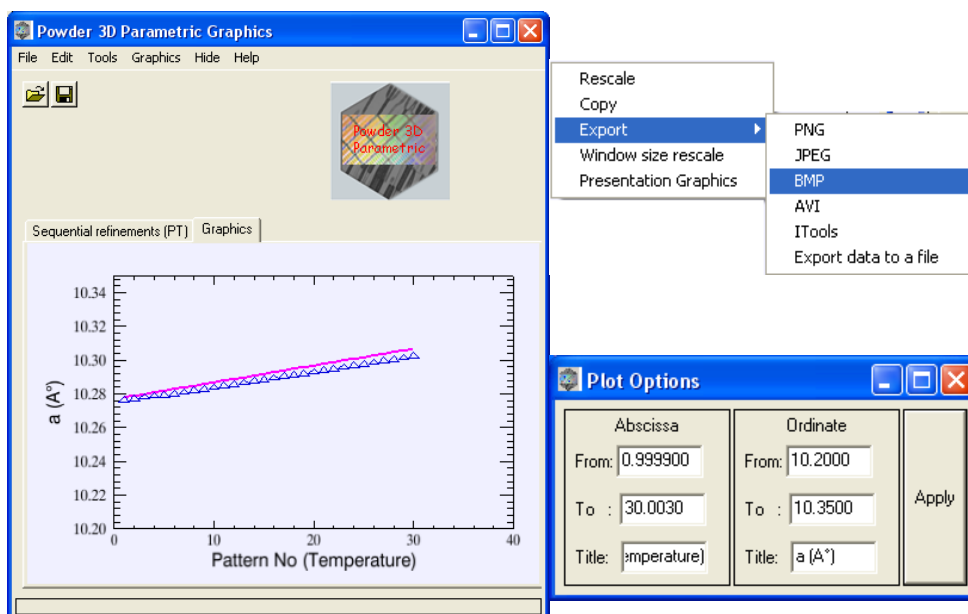 Powder 3D Parametric Graphics
File Edit Tools Graphics Hide Help
Powder 3D
Parametric
Sequential refinements (PT) Graphics
10.34
10.32
10.30
10.28
10.26
10.24
10.22
10.20
a (A°)
0 10 20 30 40
Pattern No (Temperature)
Rescale
Copy
Export
Window size rescale
Presentation Graphics
PNG
JPEG
BMP
AVI
ITools
Export data to a file
Plot Options
Abscissa Ordinate
From: 0.999900 From: 10.2000
To : 30.0030 To : 10.3500
Title: emperature) Title: a (A°)
Apply